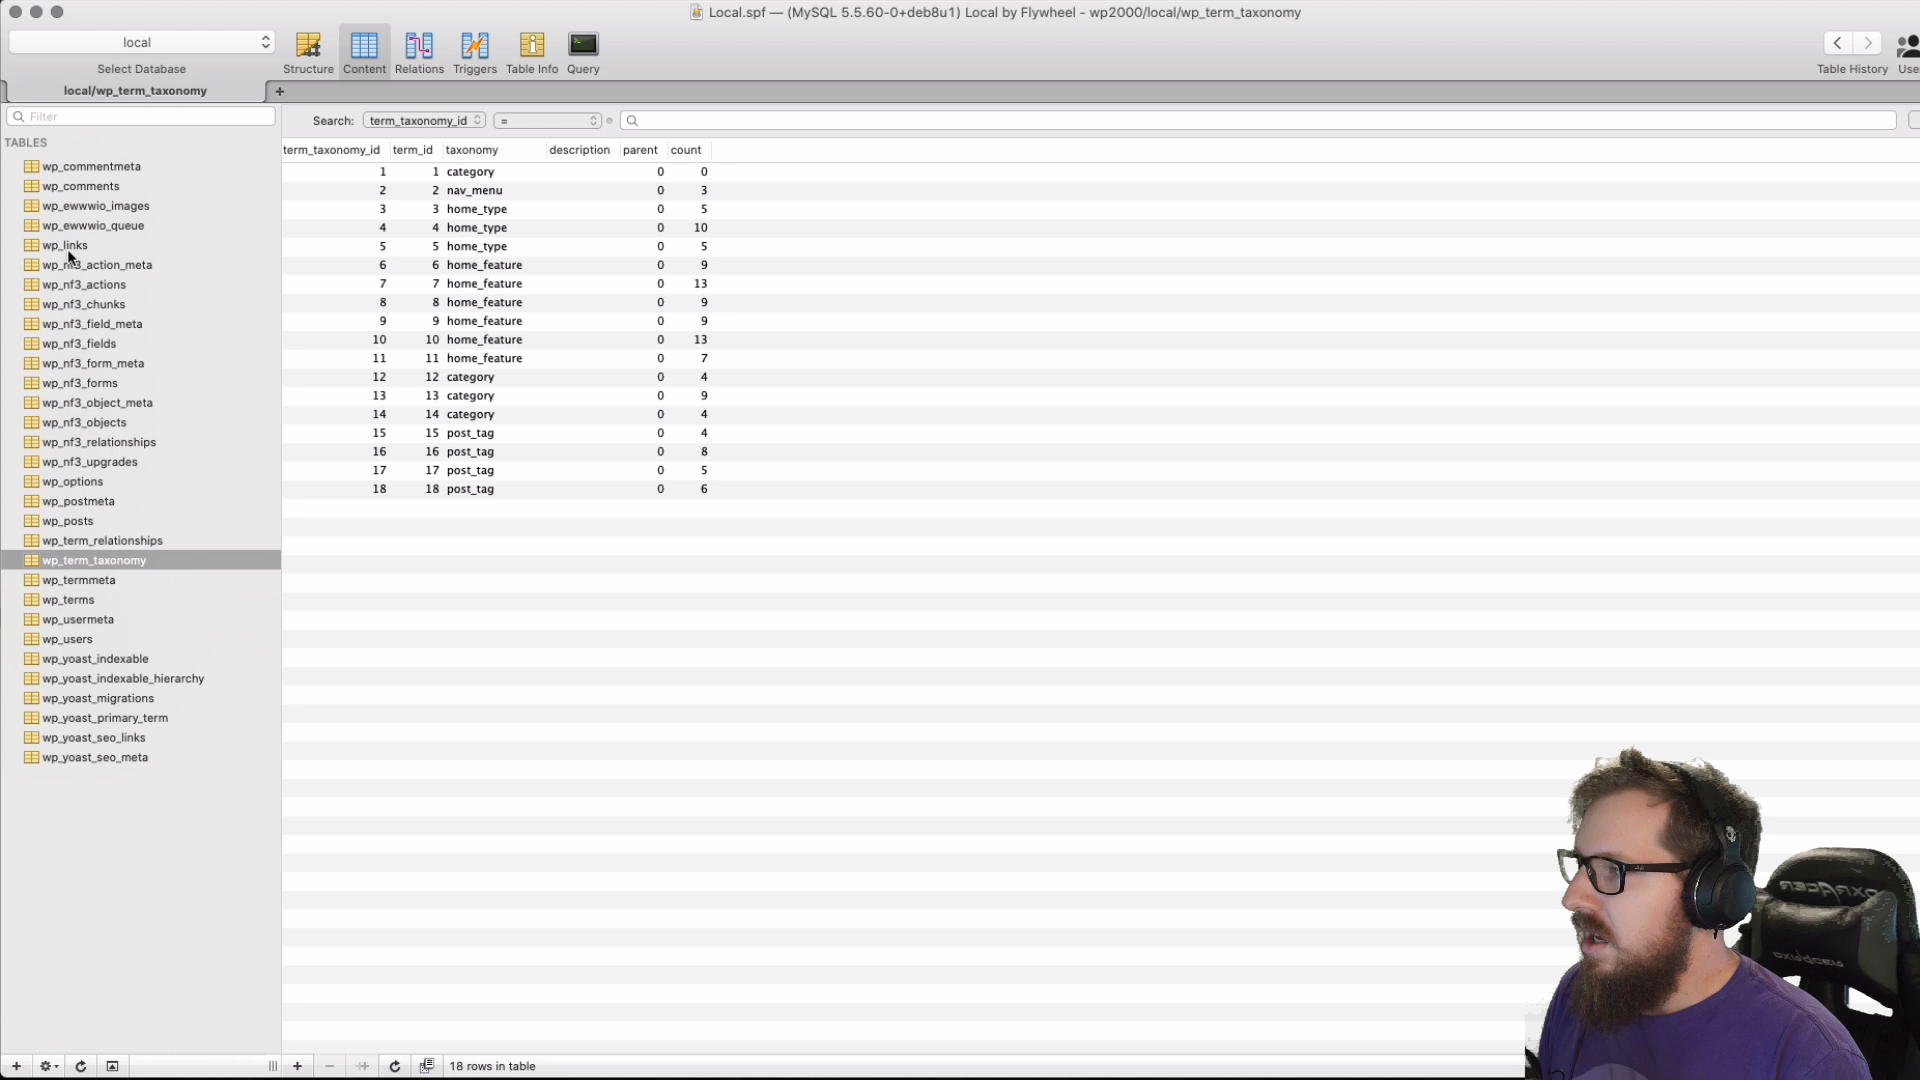 Local.spf — (MySQL 5.5.60-0+deb8u1) Local by Flywheel - wp2000/local/wp_term_taxonomy
local
Structure Content Relations Triggers Table Info Query
Select Database
Table History
Use
local/wp_term_taxonomy
+
Filter
Search: term_taxonomy_id =
TABLES
wp_commentmeta
wp_comments
wp_ewwwio_images
wp_ewwwio_queue
wp_links
wp_nf3_action_meta
wp_nf3_actions
wp_nf3_chunks
wp_nf3_field_meta
wp_nf3_fields
wp_nf3_form_meta
wp_nf3_forms
wp_nf3_object_meta
wp_nf3_objects
wp_nf3_relationships
wp_nf3_upgrades
wp_options
wp_postmeta
wp_posts
wp_term_relationships
wp_term_taxonomy
wp_termmeta
wp_terms
wp_usermeta
wp_users
wp_yoast_indexable
wp_yoast_indexable_hierarchy
wp_yoast_migrations
wp_yoast_primary_term
wp_yoast_seo_links
wp_yoast_seo_meta
term_taxonomy_id term_id taxonomy description parent count
1 1 category 0 0
2 2 nav_menu 0 3
3 3 home_type 0 5
4 4 home_type 0 10
5 5 home_type 0 5
6 6 home_feature 0 9
7 7 home_feature 0 13
8 8 home_feature 0 9
9 9 home_feature 0 9
10 10 home_feature 0 13
11 11 home_feature 0 7
12 12 category 0 4
13 13 category 0 9
14 14 category 0 4
15 15 post_tag 0 4
16 16 post_tag 0 8
17 17 post_tag 0 5
18 18 post_tag 0 6
18 rows in table